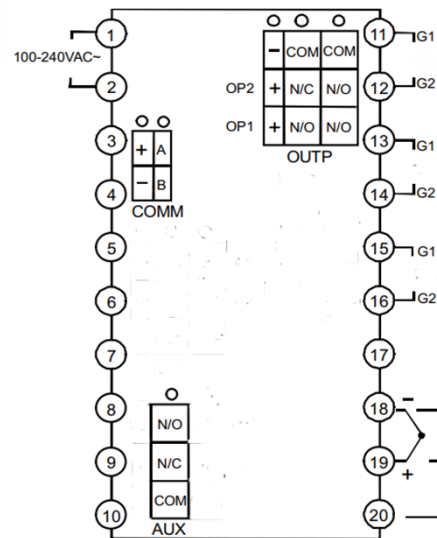 1
100-240VAC~
2
3
4
5
6
7
8
9
10
+ A
− B
COMM
− COM COM
OP2 + N/C N/O
OP1 + N/O N/O
OUTP
N/O
N/C
COM
AUX
11 G1
12 G2
13 G1
14 G2
15 G1
16 G2
17
18 −
19 +
20